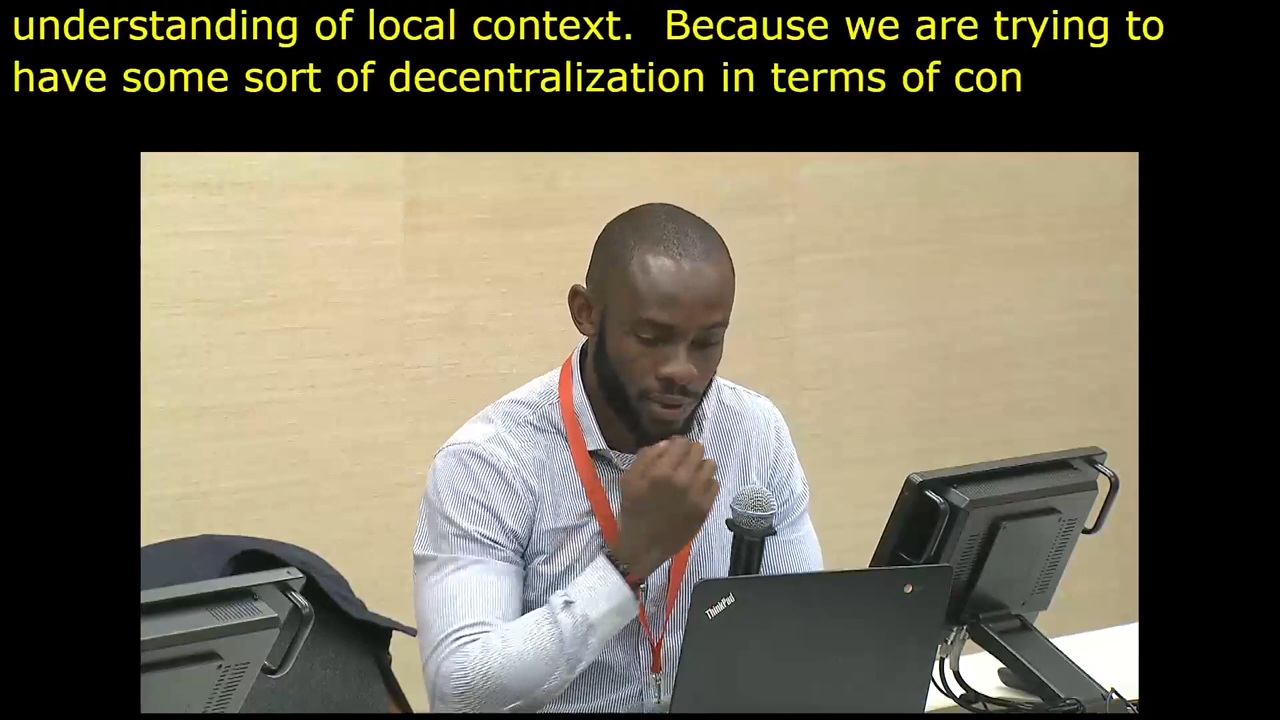 understanding of local context.  Because we are trying to
have some sort of decentralization in terms of con
ThinkPad